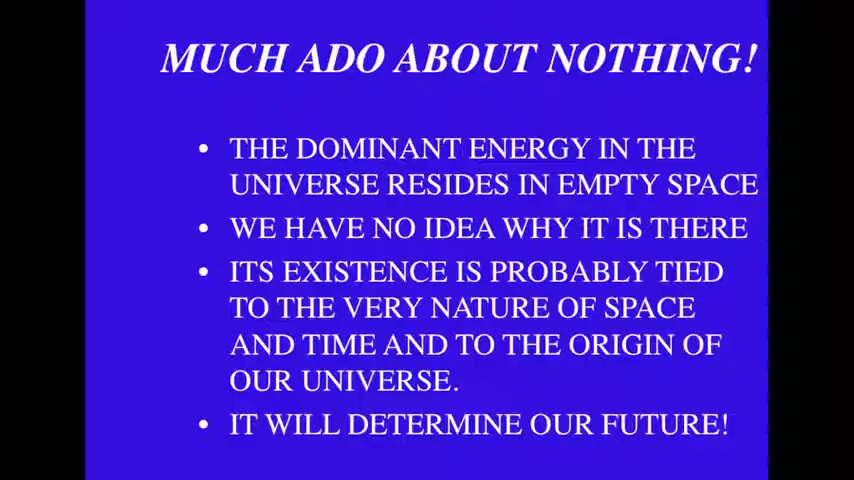 MUCH ADO ABOUT NOTHING!
• THE DOMINANT ENERGY IN THE
UNIVERSE RESIDES IN EMPTY SPACE
• WE HAVE NO IDEA WHY IT IS THERE
• ITS EXISTENCE IS PROBABLY TIED
TO THE VERY NATURE OF SPACE
AND TIME AND TO THE ORIGIN OF
OUR UNIVERSE.
• IT WILL DETERMINE OUR FUTURE!